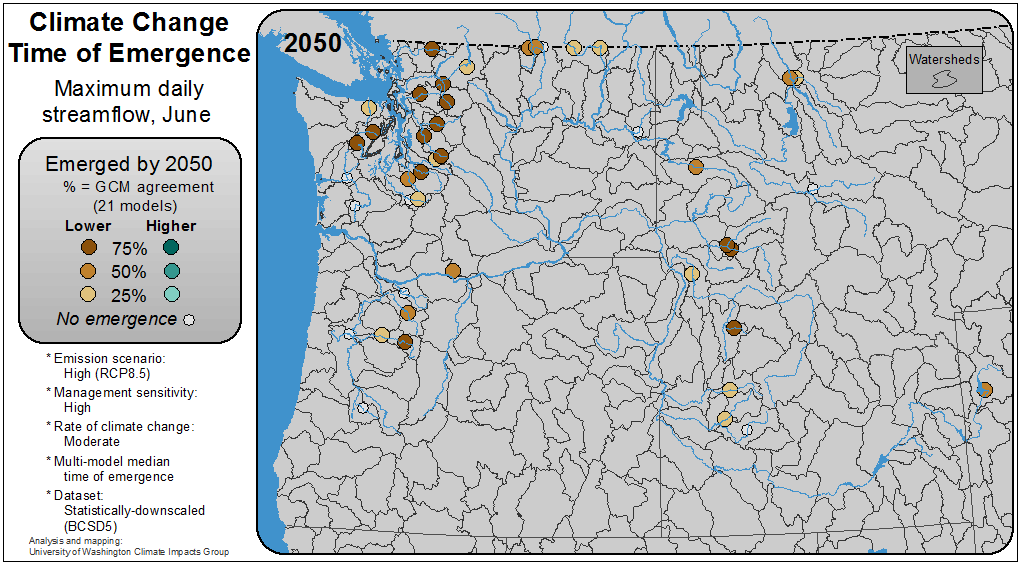 Climate Change
Time of Emergence
Maximum daily
streamflow, June
Emerged by 2050
% = GCM agreement
(21 models)
Lower Higher
75%
50%
25%
No emergence
* Emission scenario:
High (RCP8.5)
* Management sensitivity:
High
* Rate of climate change:
Moderate
* Multi-model median
time of emergence
* Dataset:
Statistically-downscaled
(BCSD5)
Analysis and mapping:
University of Washington Climate Impacts Group
2050
Watersheds